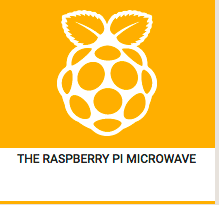 THE RASPBERRY PI MICROWAVE